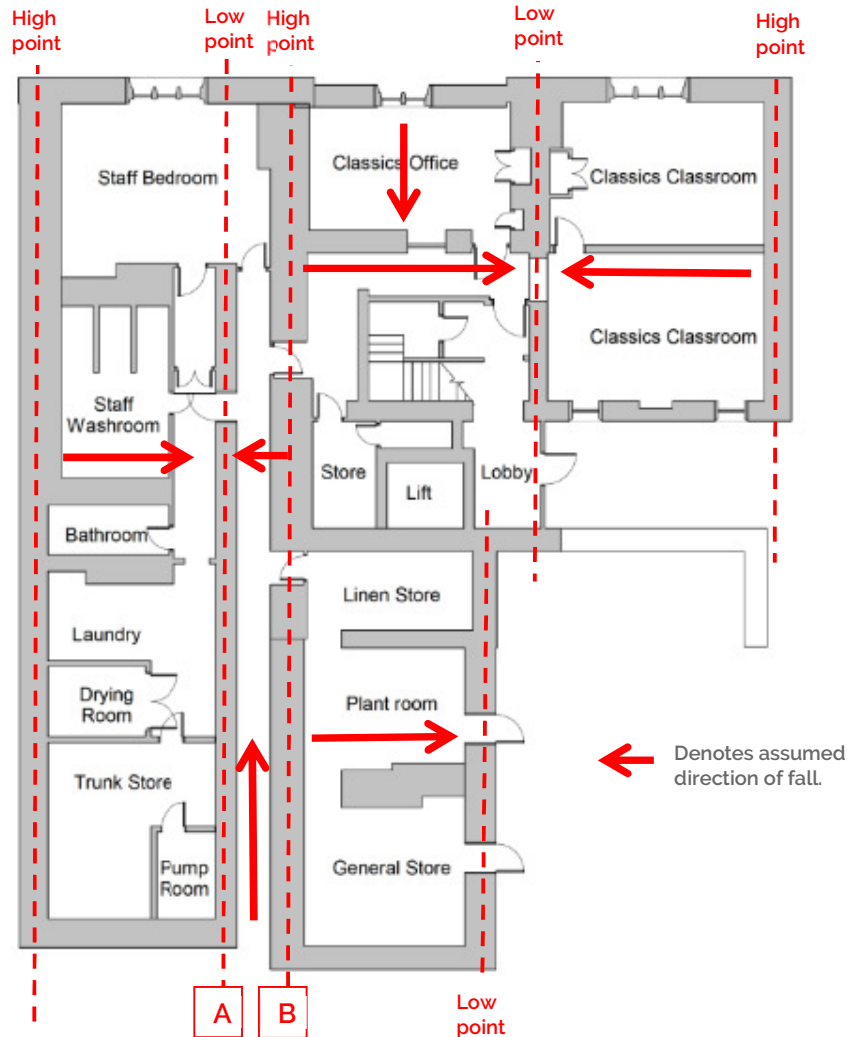 High
point
Low
point
High
point
Low
point
High
point
Staff Bedroom
Classics Office
Classics Classroom
Classics Classroom
Staff
Washroom
Store
Lift
Lobby
Bathroom
Linen Store
Laundry
Drying
Room
Plant room
Denotes assumed
direction of fall.
Trunk Store
Pump
Room
General Store
A
B
Low
point